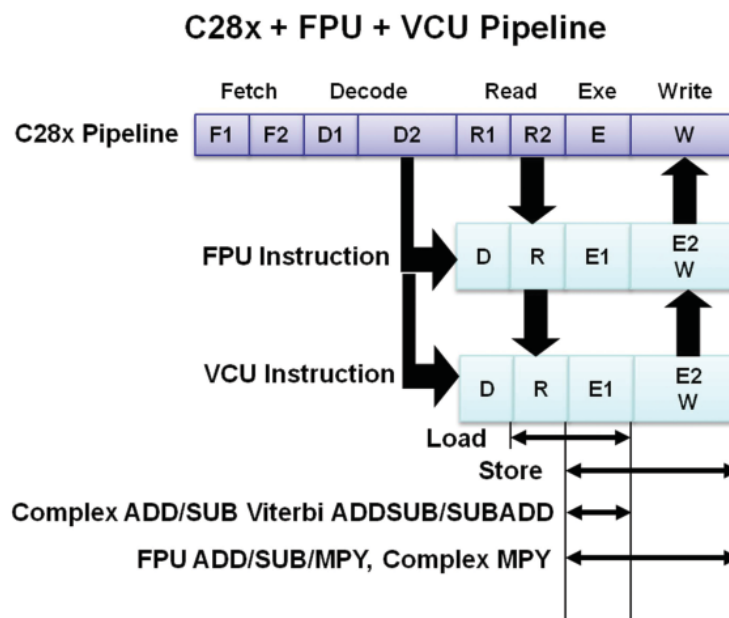 C28x + FPU + VCU Pipeline
Fetch Decode Read Exe Write
C28x Pipeline F1 F2 D1 D2 R1 R2 E W
FPU Instruction D R E1 E2 W
VCU Instruction D R E1 E2 W
Load
Store
Complex ADD/SUB Viterbi ADDSUB/SUBADD
FPU ADD/SUB/MPY, Complex MPY